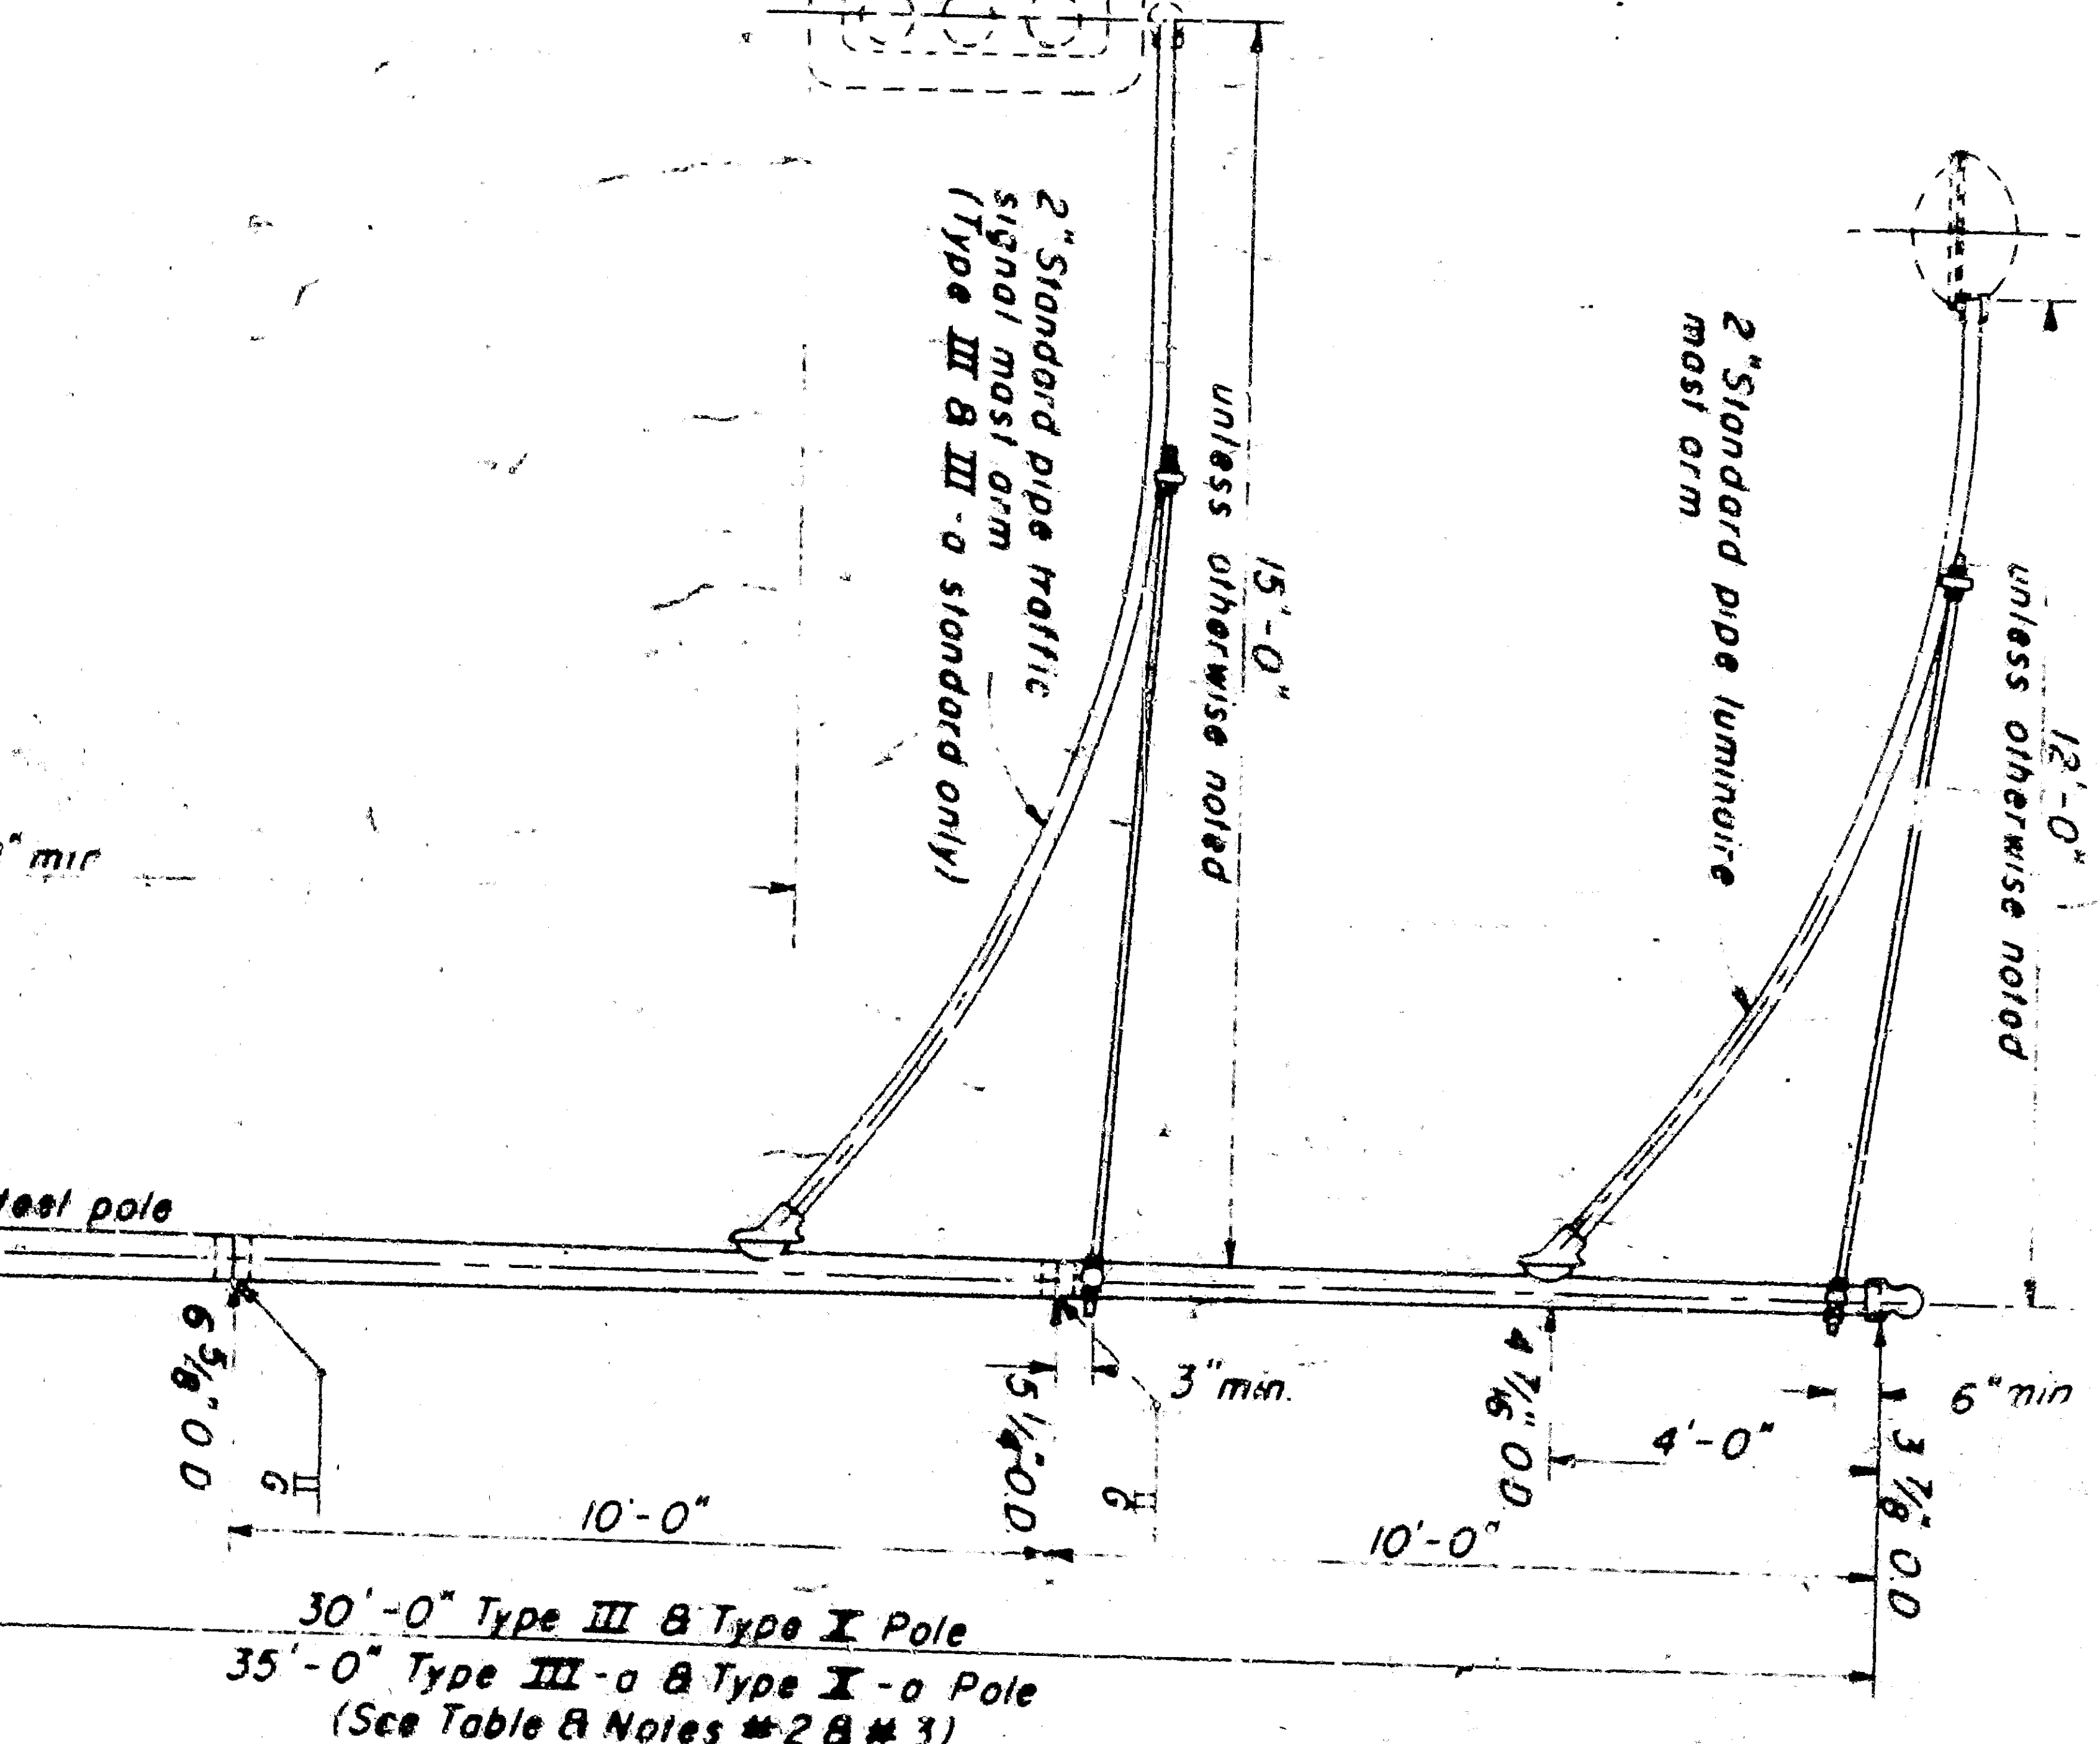 2" Standard pipe traffic
signal mast arm
(Type III & III-a standard only)
15'-0"
unless otherwise noted
2" Standard pipe luminaire
mast arm
12'-0"
unless otherwise noted
" min
teel pole
6 5/8" O D
G
5 1/4" O.D.
3" min.
G
4 7/16" O D
4'-0"
6" min
3 7/8" O D
10'-0"
10'-0"
30'-0" Type III & Type X Pole
35'-0" Type III-a & Type X-a Pole
(See Table & Notes #2 & #3)